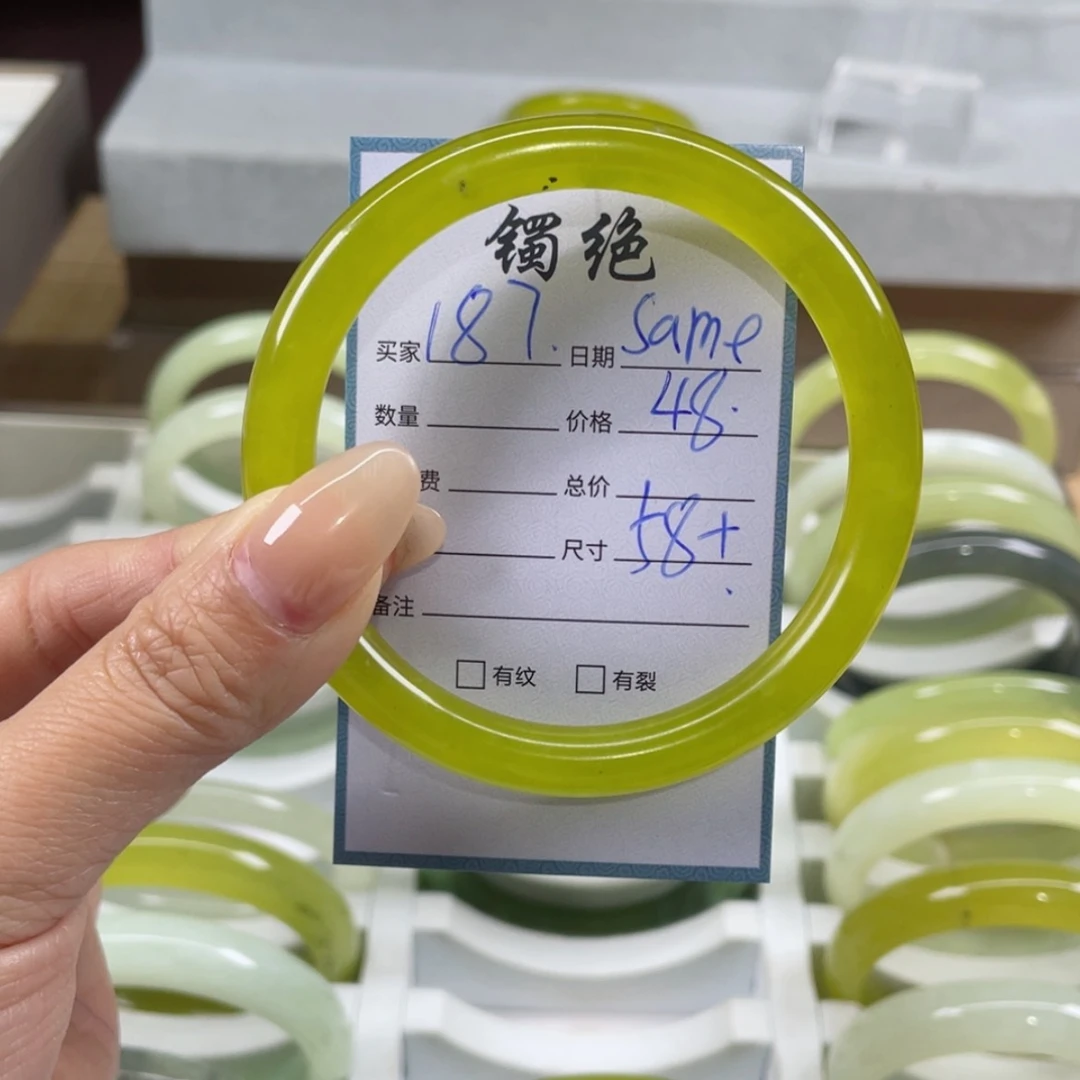 镯绝
买家 187. 日期 Same
数量 价格 48.
费 总价
尺寸 58+
备注
□有纹 □有裂